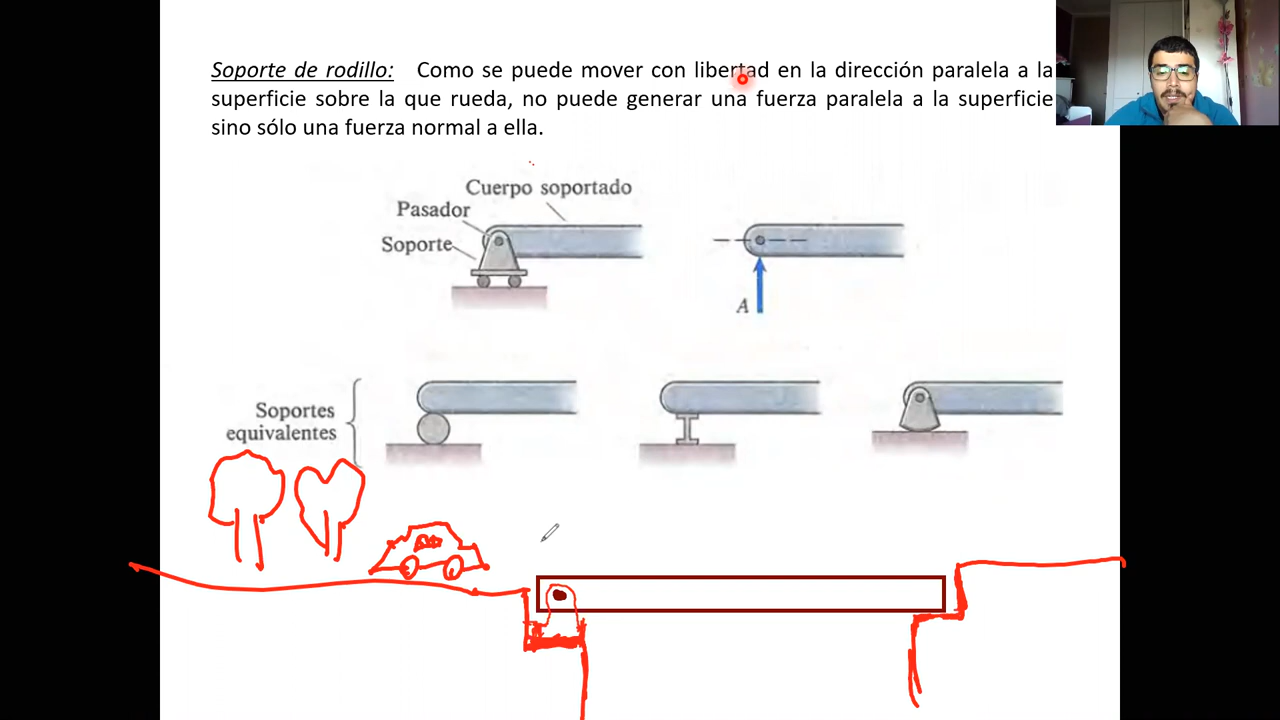 Soporte de rodillo: Como se puede mover con libertad en la dirección paralela a la
superficie sobre la que rueda, no puede generar una fuerza paralela a la superficie
sino sólo una fuerza normal a ella.
Cuerpo soportado
Pasador
Soporte
A
Soportes
equivalentes